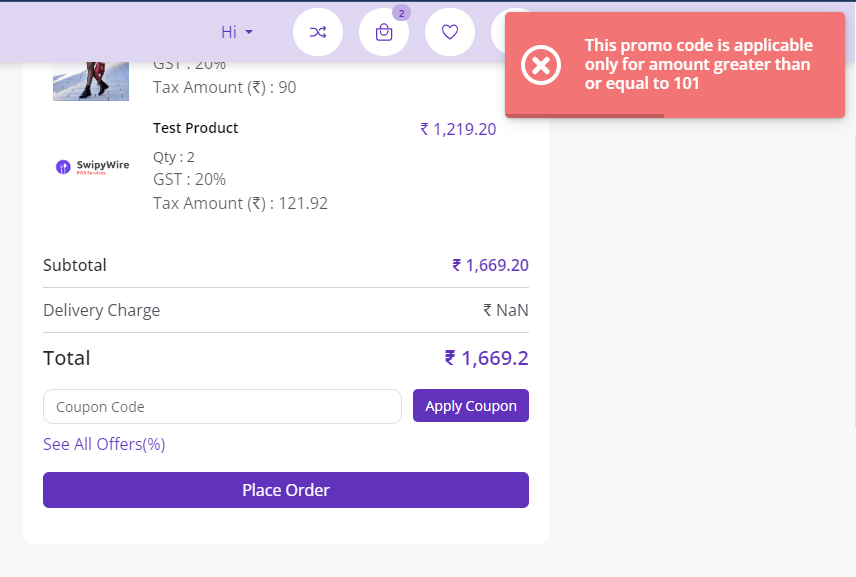 Hi
2
This promo code is applicable
only for amount greater than
or equal to 101
GST : 20%
Tax Amount (₹) : 90
Test Product
₹ 1,219.20
SwipyWire
POS Services
Qty : 2
GST : 20%
Tax Amount (₹) : 121.92
Subtotal
₹ 1,669.20
Delivery Charge
₹ NaN
Total
₹ 1,669.2
Coupon Code
Apply Coupon
See All Offers(%)
Place Order